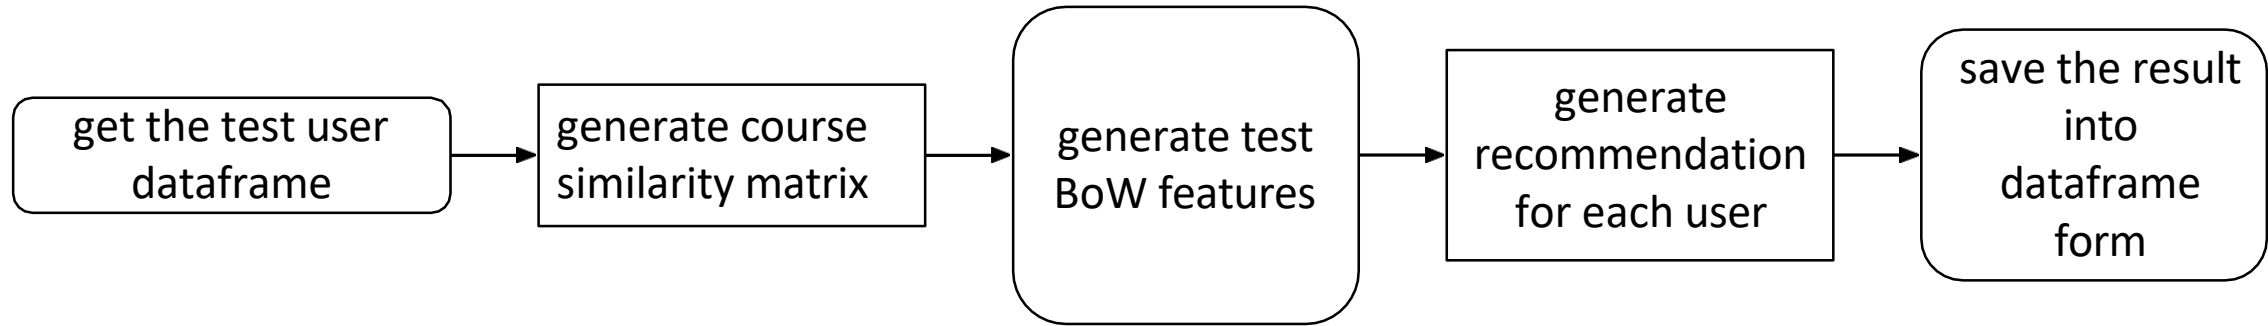 get the test user
dataframe
generate course
similarity matrix
generate test
BoW features
generate
recommendation
for each user
save the result
into
dataframe
form